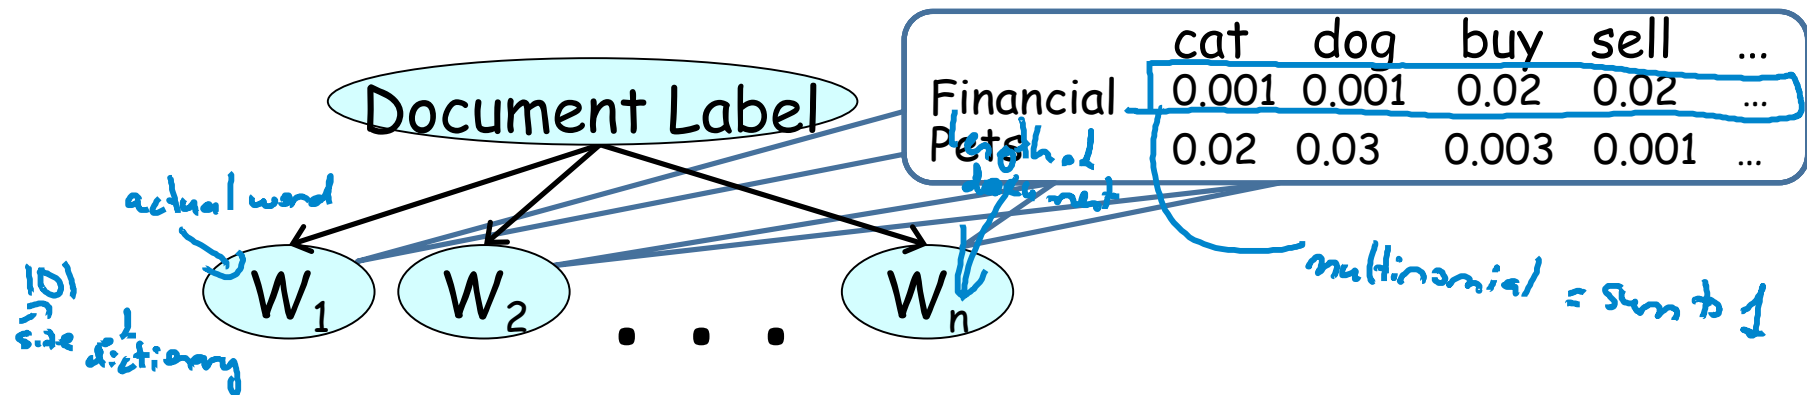 cat dog buy sell ...
Financial 0.001 0.001 0.02 0.02 ...
Pets 0.02 0.03 0.003 0.001 ...
Document Label
Length of
document
actual word
W1 W2 . . . Wn
multinomial = sum to 1
|D|
size of
dictionary